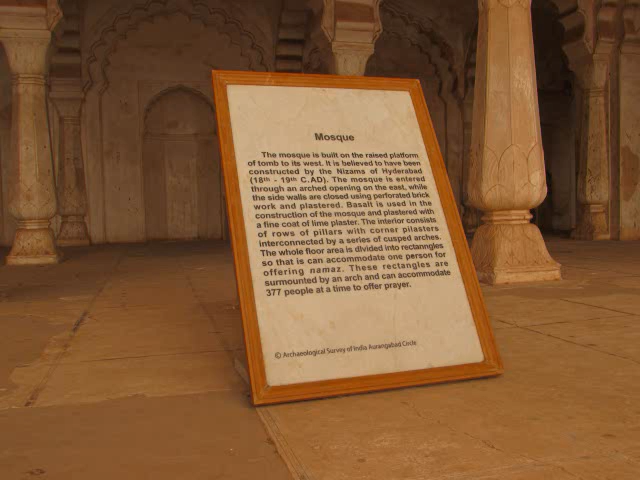 Mosque
The mosque is built on the raised platform
of tomb to its west. It is believed to have been
constructed by the Nizams of Hyderabad
(18th - 19th C.AD). The mosque is entered
through an arched opening on the east, while
the side walls are closed using perforated brick
work and plastered. Basalt is used in the
construction of the mosque and plastered with
a fine coat of lime plaster. The interior consists
of rows of pillars with corner pilasters
interconnected by a series of cusped arches.
The whole floor area is divided into rectanngles
so that is can accommodate one person for
offering namaz. These rectangles are
surmounted by an arch and can accommodate
377 people at a time to offer prayer.
© Archaeological Survey of India Aurangabad Circle